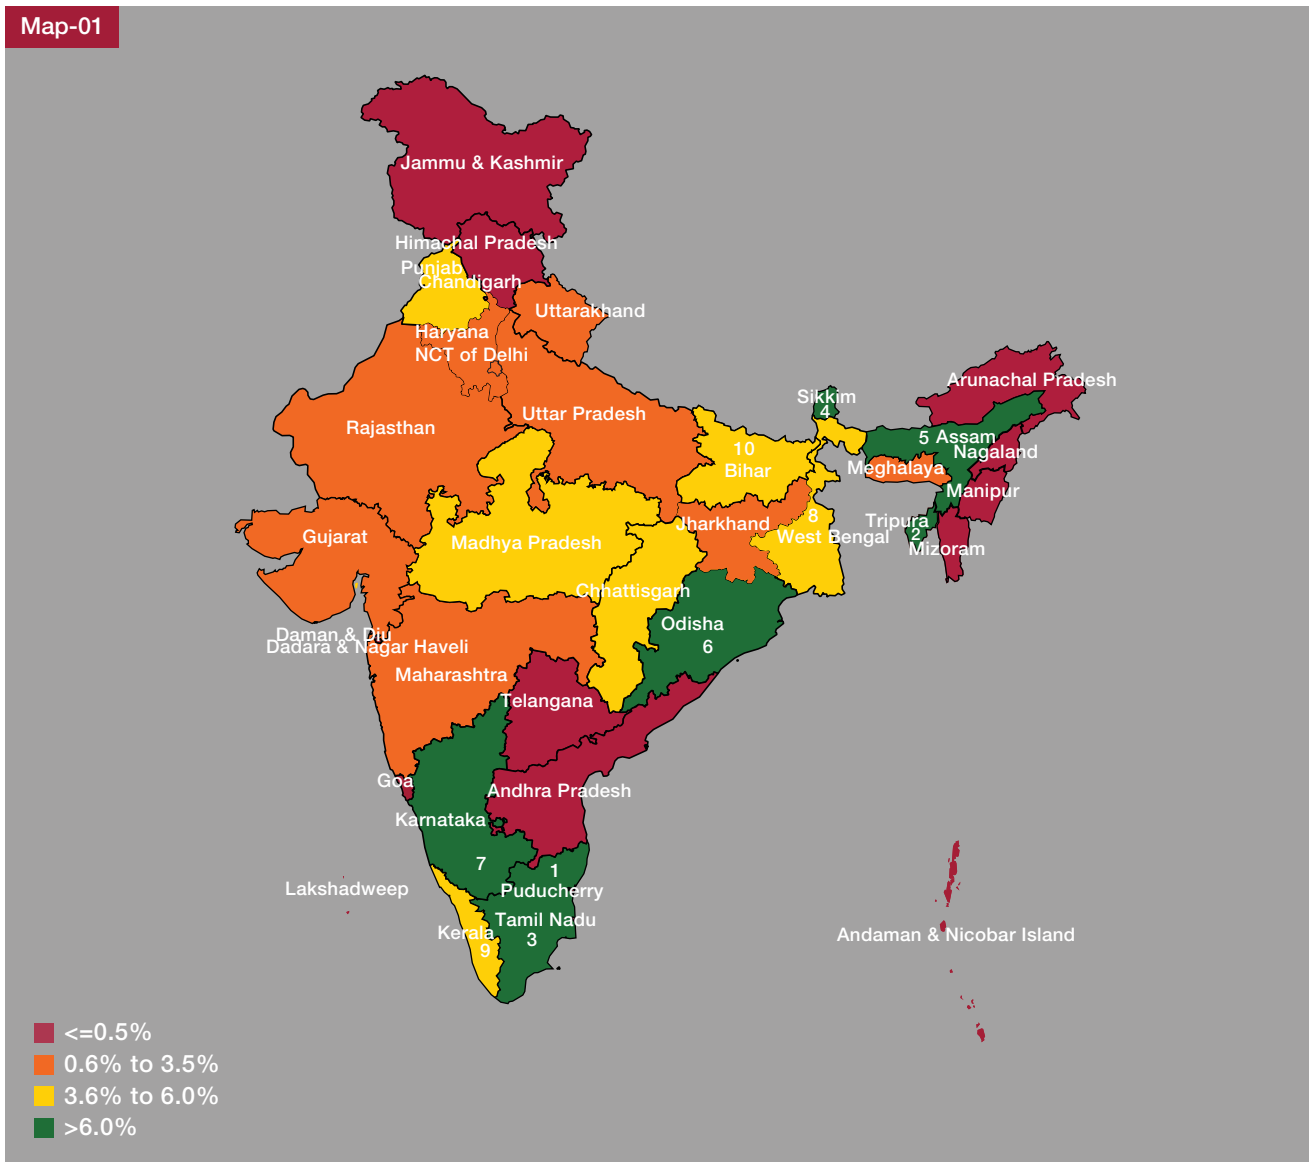 Map-01
Jammu & Kashmir
Himachal Pradesh
Punjab
Chandigarh
Uttarakhand
Haryana
NCT of Delhi
Arunachal Pradesh
Sikkim
4
Uttar Pradesh
Rajasthan
5 Assam
10
Bihar
Nagaland
Meghalaya
Manipur
8
Jharkhand
Tripura
2
Gujarat
West Bengal
Madhya Pradesh
Mizoram
Chhattisgarh
Odisha
6
Daman & Diu
Dadara & Nagar Haveli
Maharashtra
Telangana
Goa
Andhra Pradesh
Karnataka
7
1
Puducherry
Lakshadweep
Tamil Nadu
3
Kerala
9
Andaman & Nicobar Island
<=0.5%
0.6% to 3.5%
3.6% to 6.0%
>6.0%